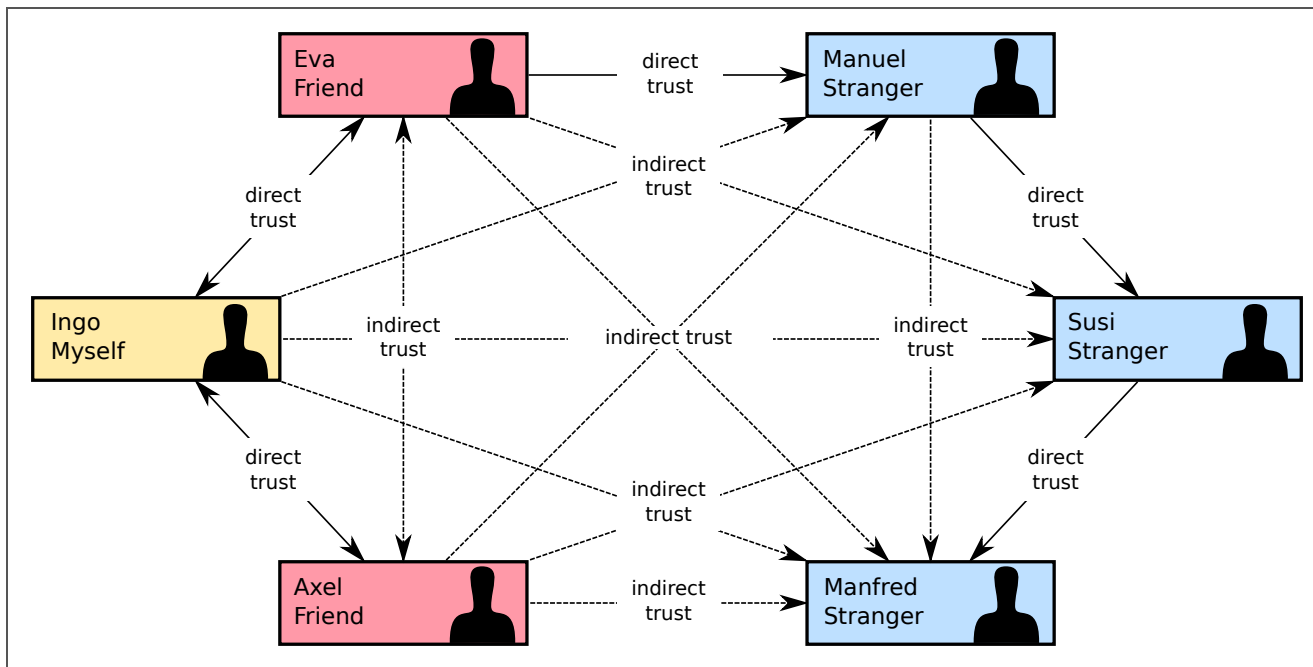 Eva
Friend
direct
trust
Manuel
Stranger
indirect
trust
direct
trust
direct
trust
Ingo
Myself
indirect
trust
indirect trust
indirect
trust
Susi
Stranger
direct
trust
indirect
trust
direct
trust
Axel
Friend
indirect
trust
Manfred
Stranger